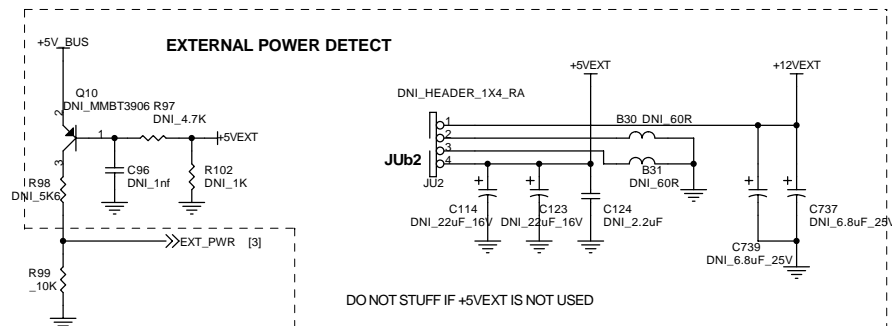 EXTERNAL POWER DETECT
+5V_BUS
Q10
DNI_MMBT3906
R97
DNI_4.7K
2
1
3
+5VEXT
C96
DNI_1nf
R102
DNI_1K
R98
DNI_5K6
EXT_PWR [3]
R99
_10K
+5VEXT
+12VEXT
DNI_HEADER_1X4_RA
1
2
3
4
JUb2
JU2
B30 DNI_60R
B31
DNI_60R
C114
DNI_22uF_16V
C123
DNI_22uF_16V
C124
DNI_2.2uF
C737
DNI_6.8uF_25V
C739
DNI_6.8uF_25V
+
+
+
+
DO NOT STUFF IF +5VEXT IS NOT USED